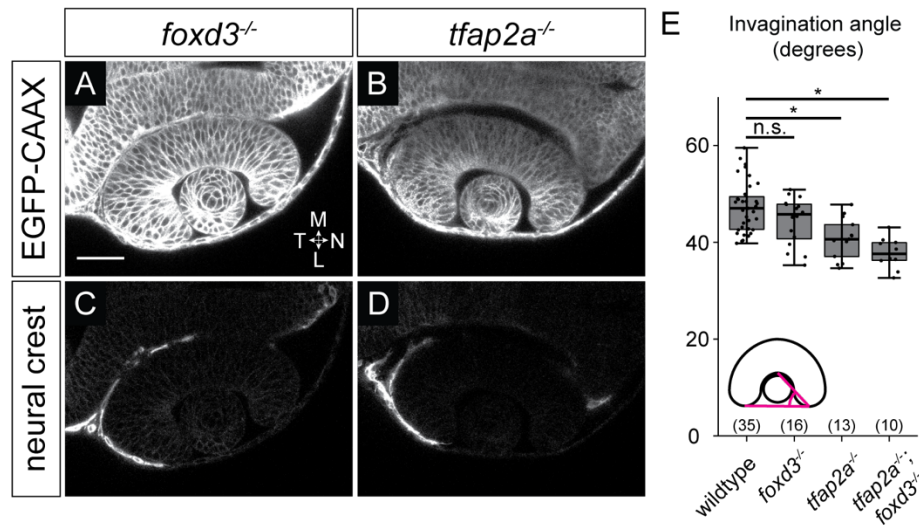 foxd3-/-
tfap2a-/-
EGFP-CAAX
neural crest
A
B
M
T N
L
C
D
E
Invagination angle
(degrees)
*
*
n.s.
60
40
20
0
(35)
(16)
(13)
(10)
wildtype
foxd3-/-
tfap2a-/-
tfap2a-/-;
foxd3-/-